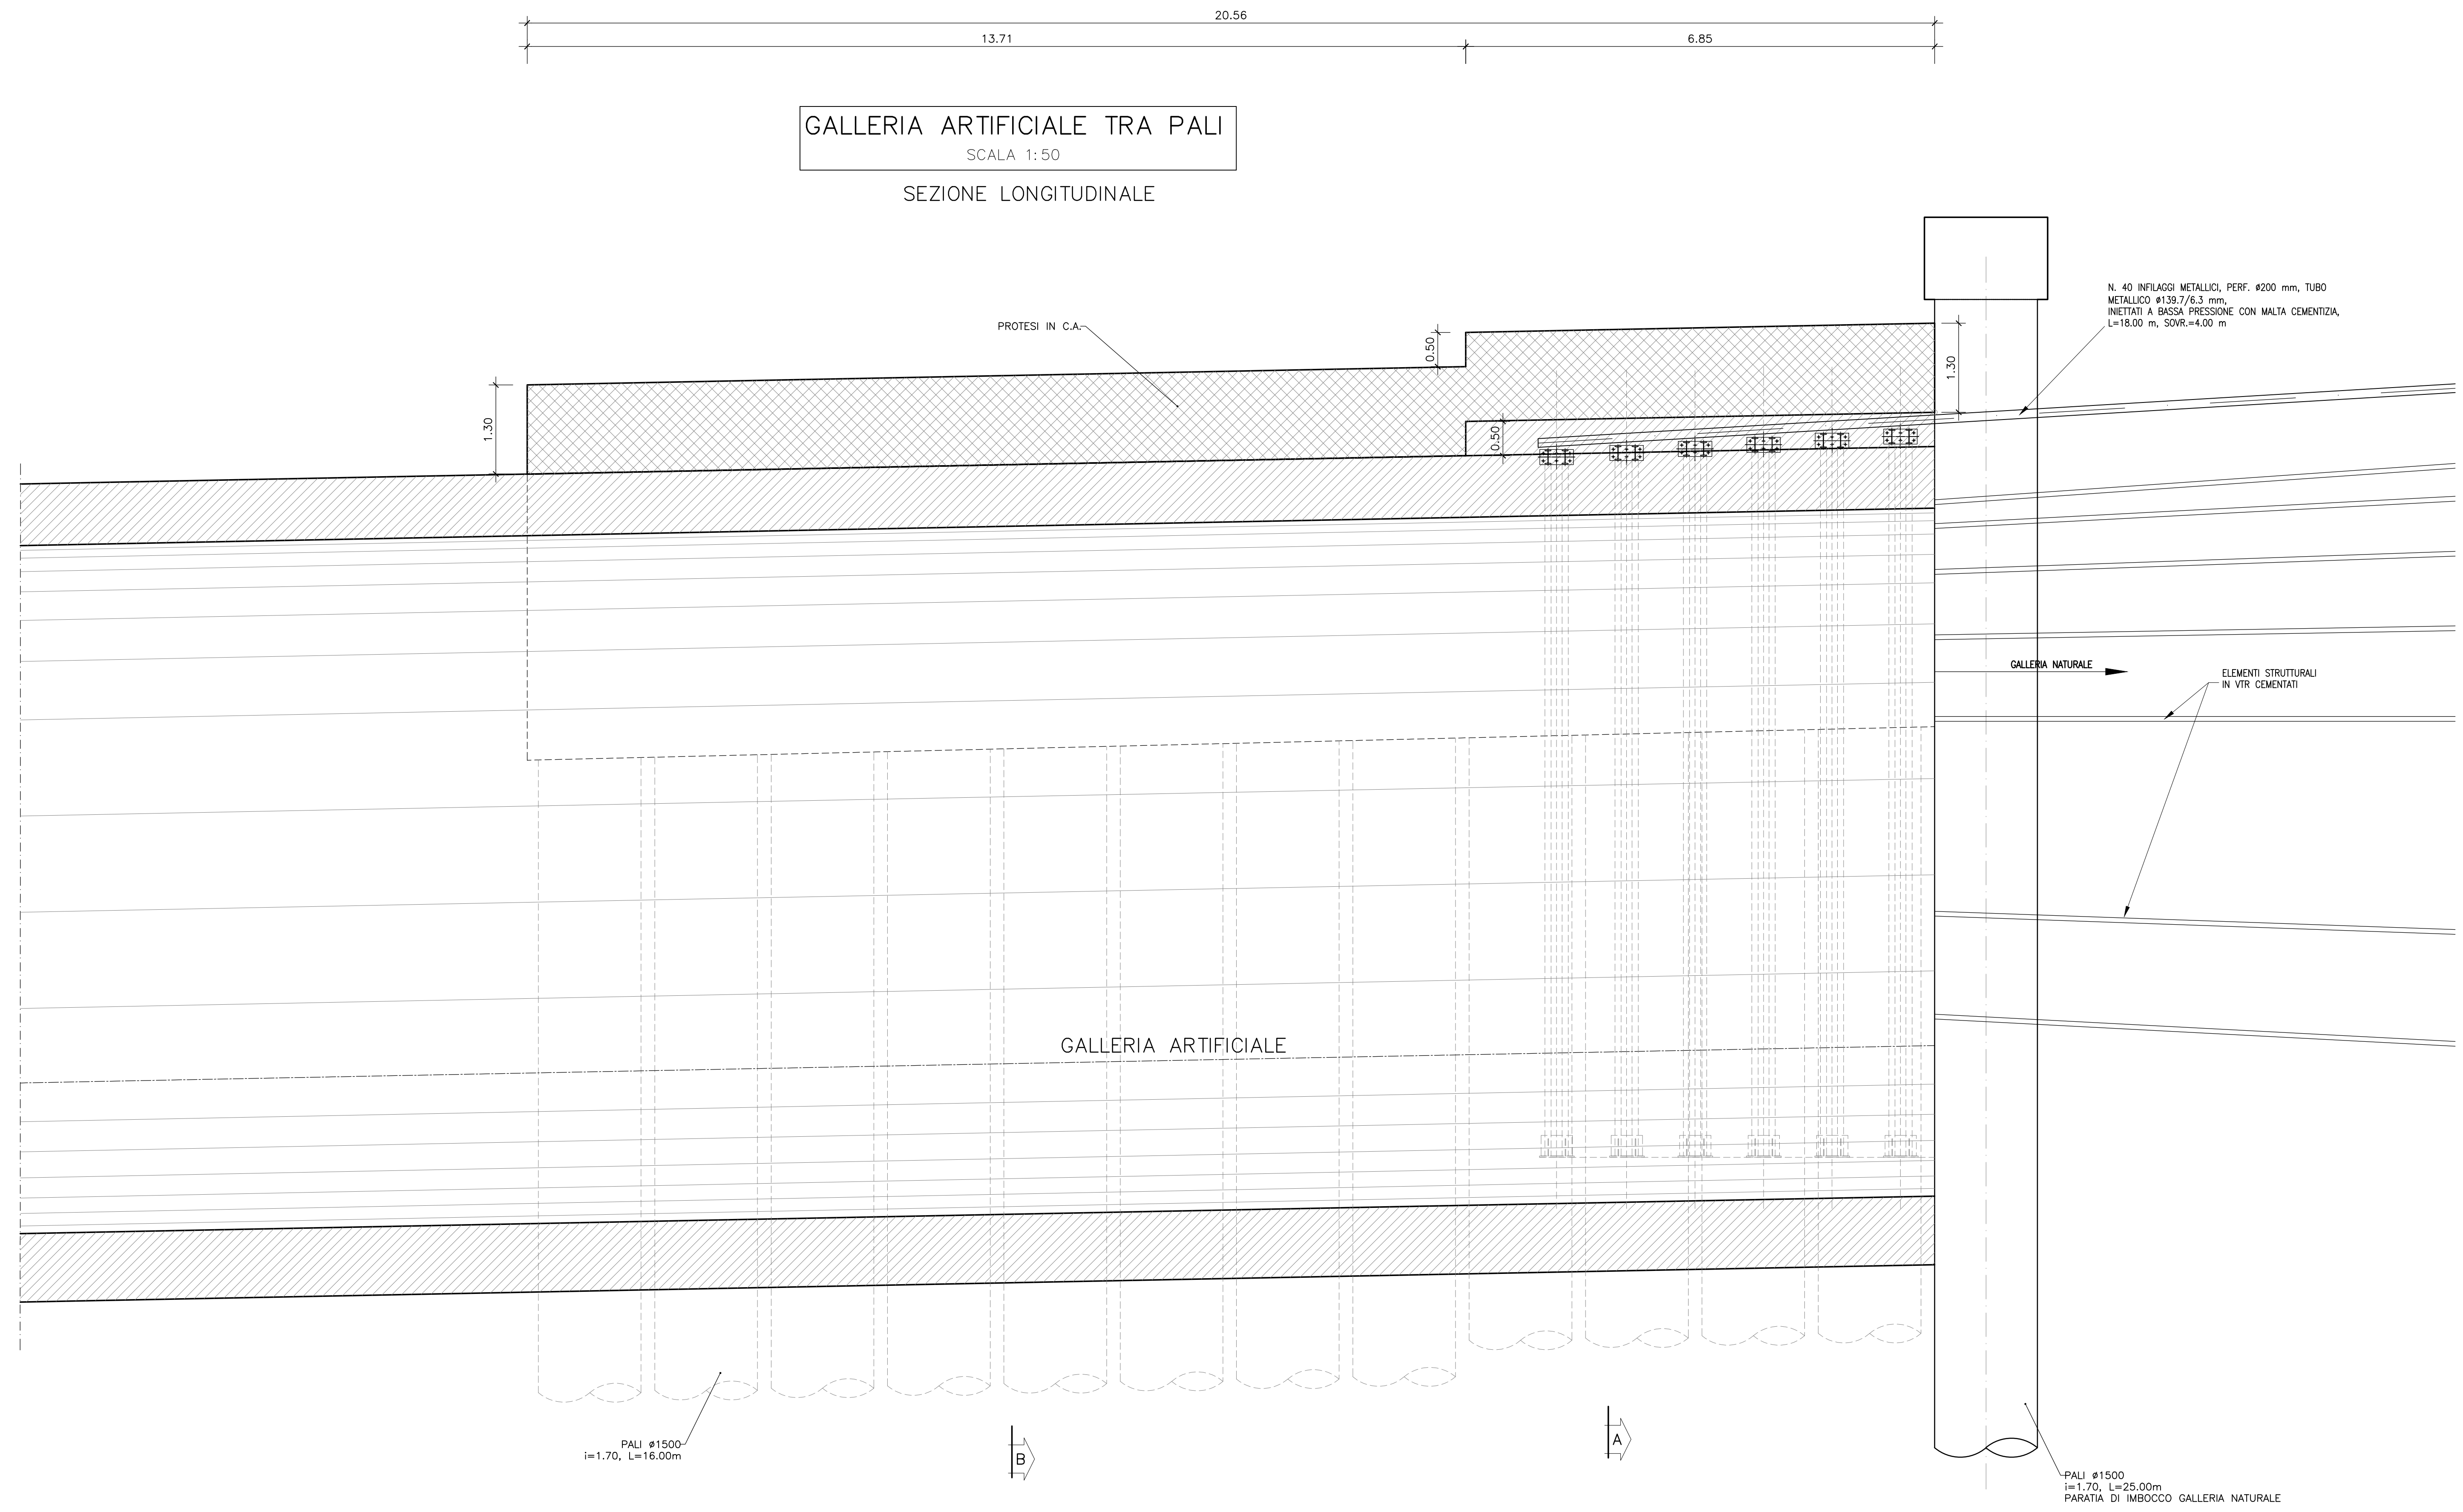 20.56
13.71
6.85
GALLERIA ARTIFICIALE TRA PALI
SCALA 1:50
SEZIONE LONGITUDINALE
N. 40 INFILAGGI METALLICI, PERF. ø200 mm, TUBO
METALLICO ø139.7/6.3 mm,
INIETTATI A BASSA PRESSIONE CON MALTA CEMENTIZIA,
L=18.00 m, SOVR.=4.00 m
PROTESI IN C.A.
0.50
1.30
1.30
0.50
GALLERIA NATURALE
ELEMENTI STRUTTURALI
IN VTR CEMENTATI
GALLERIA ARTIFICIALE
PALI ø1500
i=1.70, L=16.00m
B
A
PALI ø1500
i=1.70, L=25.00m
PARATIA DI IMBOCCO GALLERIA NATURALE